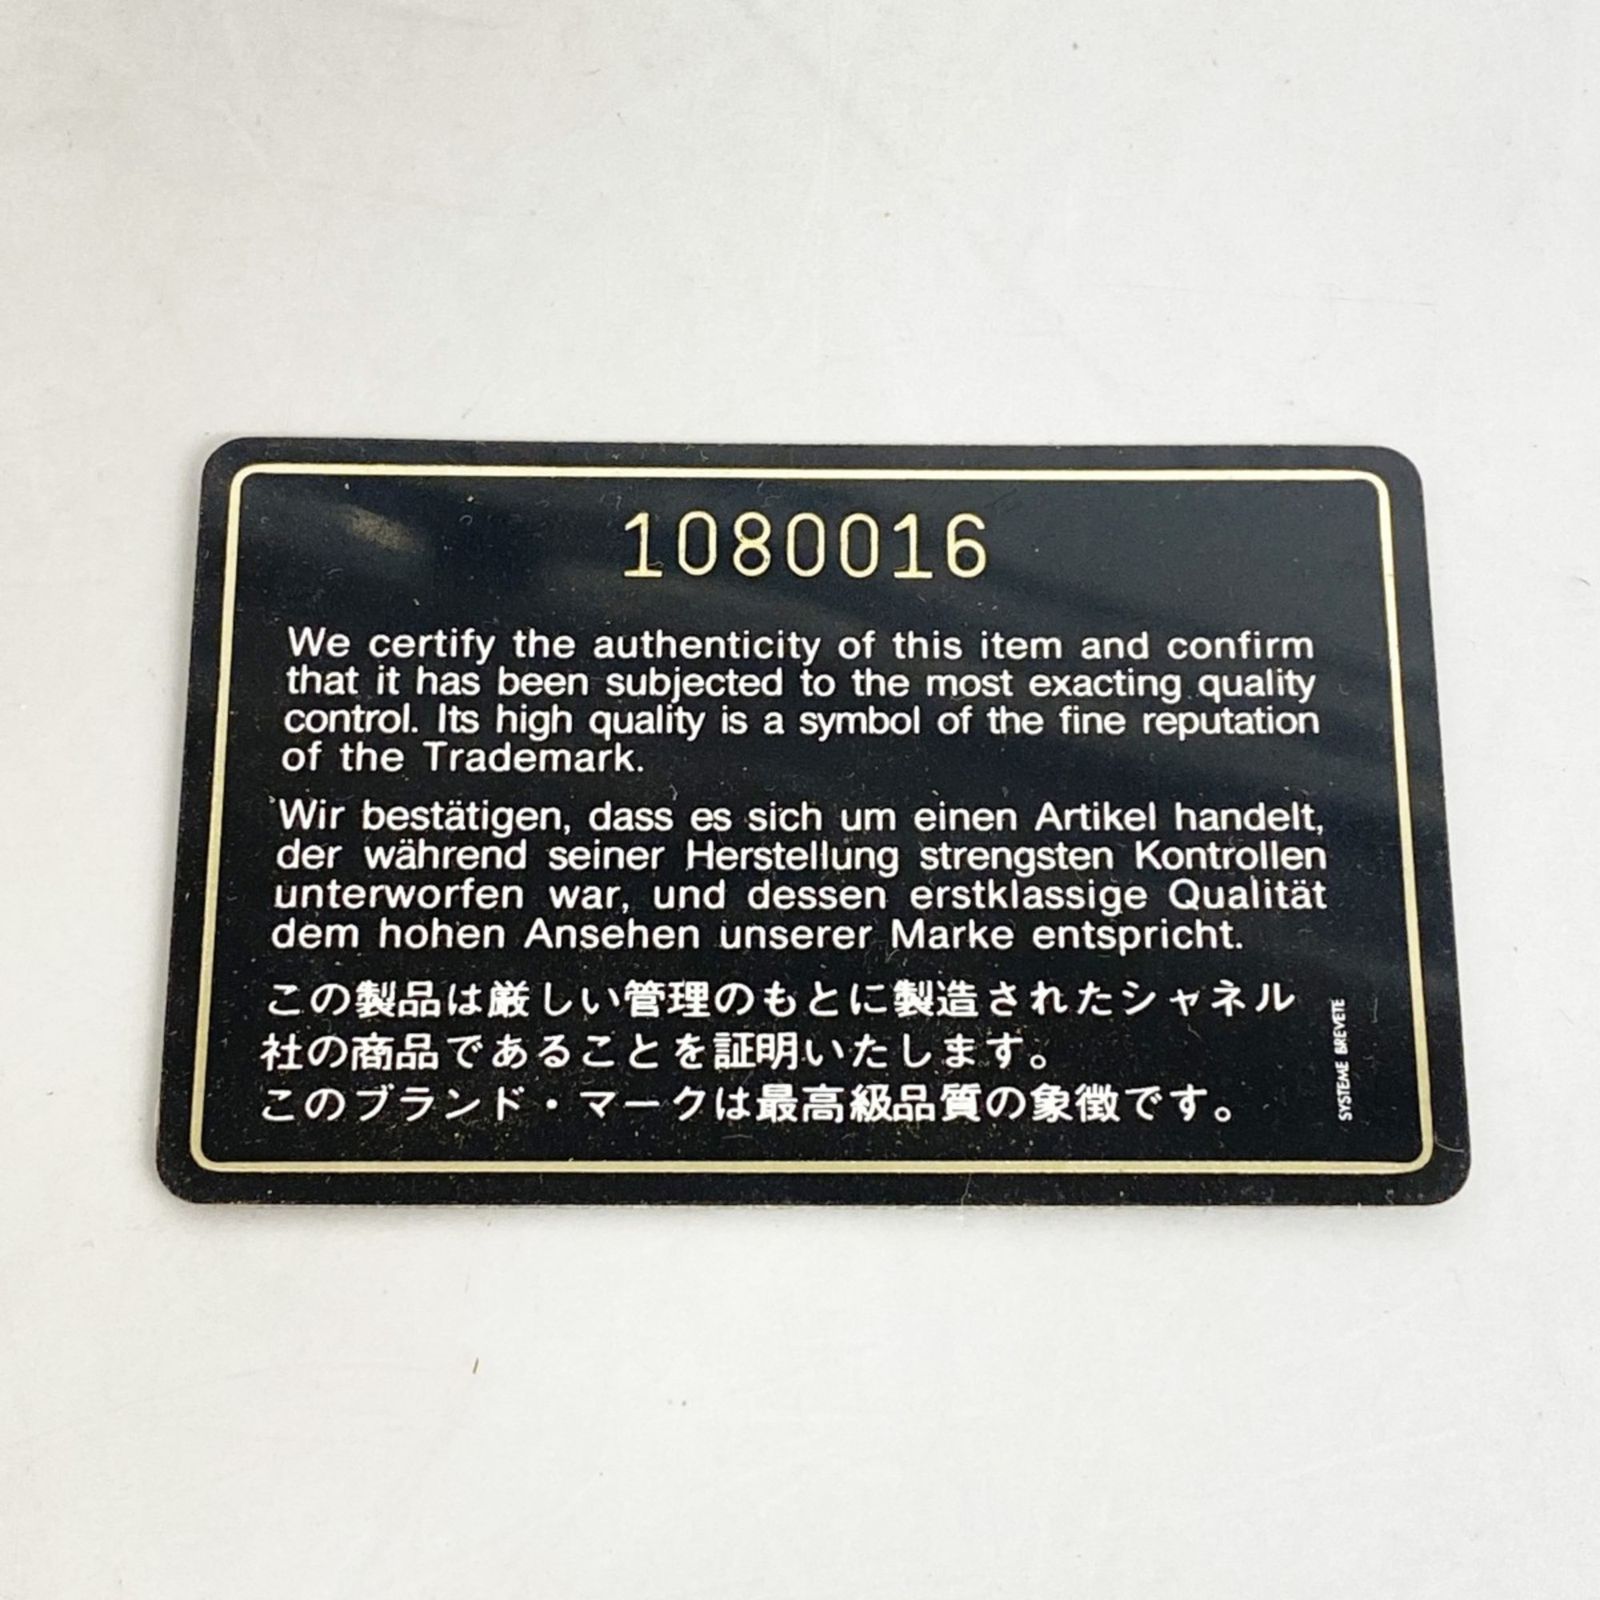 1080016
We certify the authenticity of this item and confirm
that it has been subjected to the most exacting quality
control. Its high quality is a symbol of the fine reputation
of the Trademark.
Wir bestätigen, dass es sich um einen Artikel handelt,
der während seiner Herstellung strengsten Kontrollen
unterworfen war, und dessen erstklassige Qualität
dem hohen Ansehen unserer Marke entspricht.
この製品は厳しい管理のもとに製造されたシャネル
社の商品であることを証明いたします。
このブランド・マークは最高級品質の象徴です。
SYSTEME BREVETE